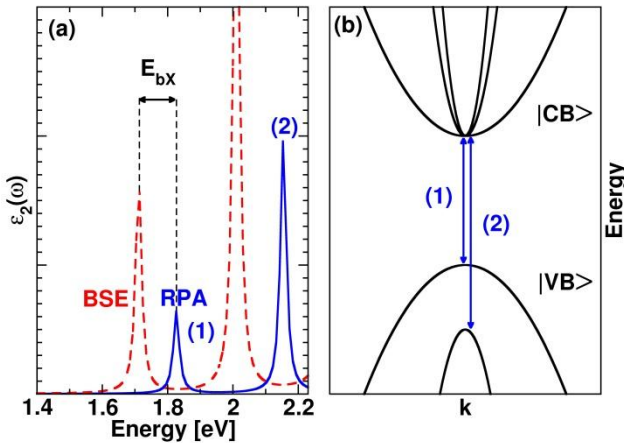 (a)
E_bX
(2)
BSE
RPA
(1)
ε₂(ω)
1.4 1.6 1.8 2 2.2
Energy [eV]
(b)
|CB>
(1)
(2)
|VB>
k
Energy